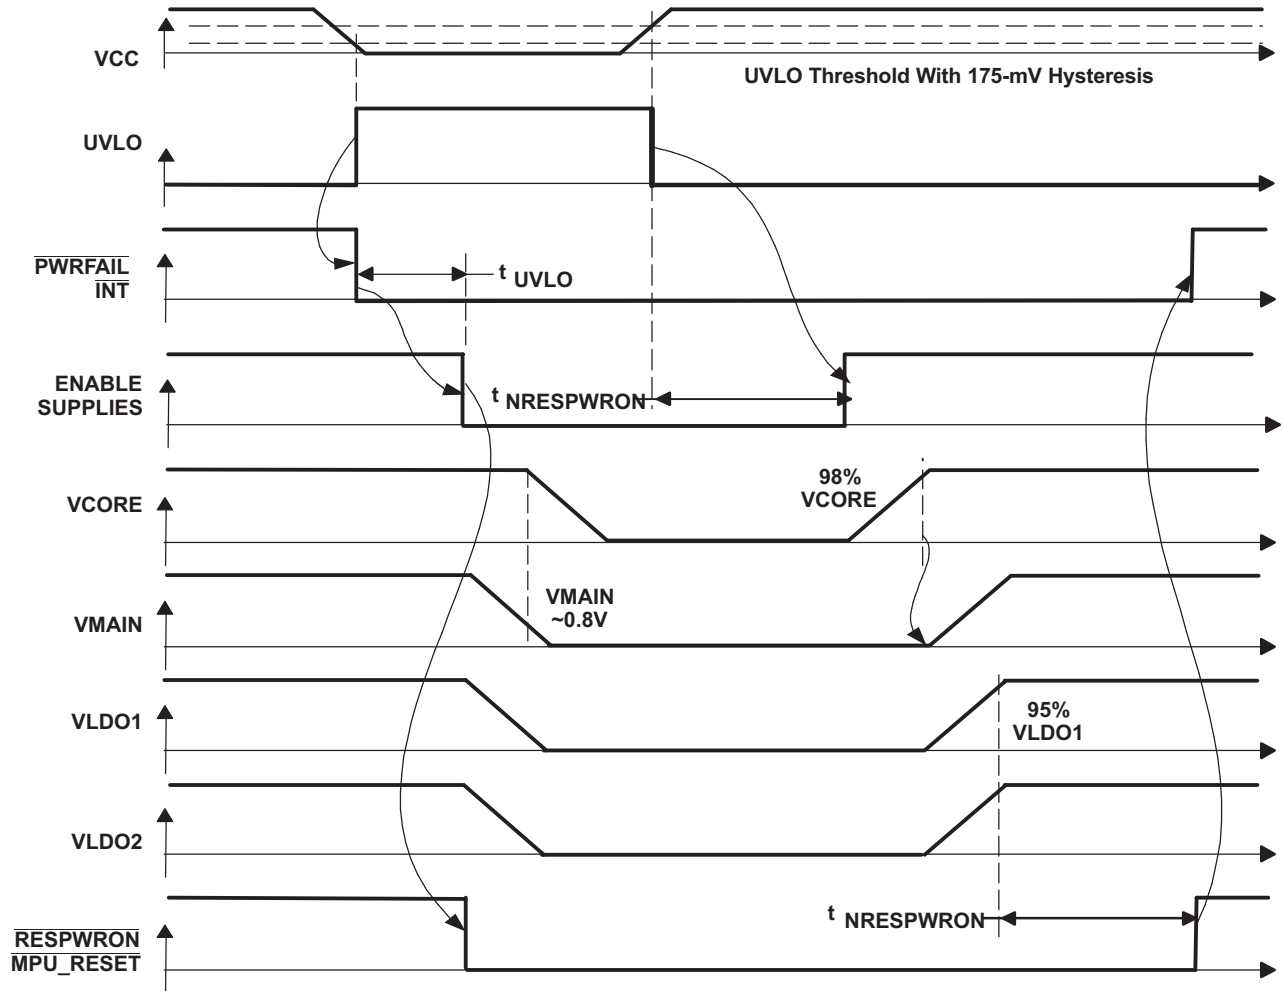 VCC
UVLO Threshold With 175-mV Hysteresis
UVLO
PWRFAIL
INT
t UVLO
ENABLE
SUPPLIES
t NRESPWRON
98%
VCORE
VCORE
VMAIN
~0.8V
VMAIN
95%
VLDO1
VLDO1
VLDO2
t NRESPWRON
RESPWRON
MPU_RESET